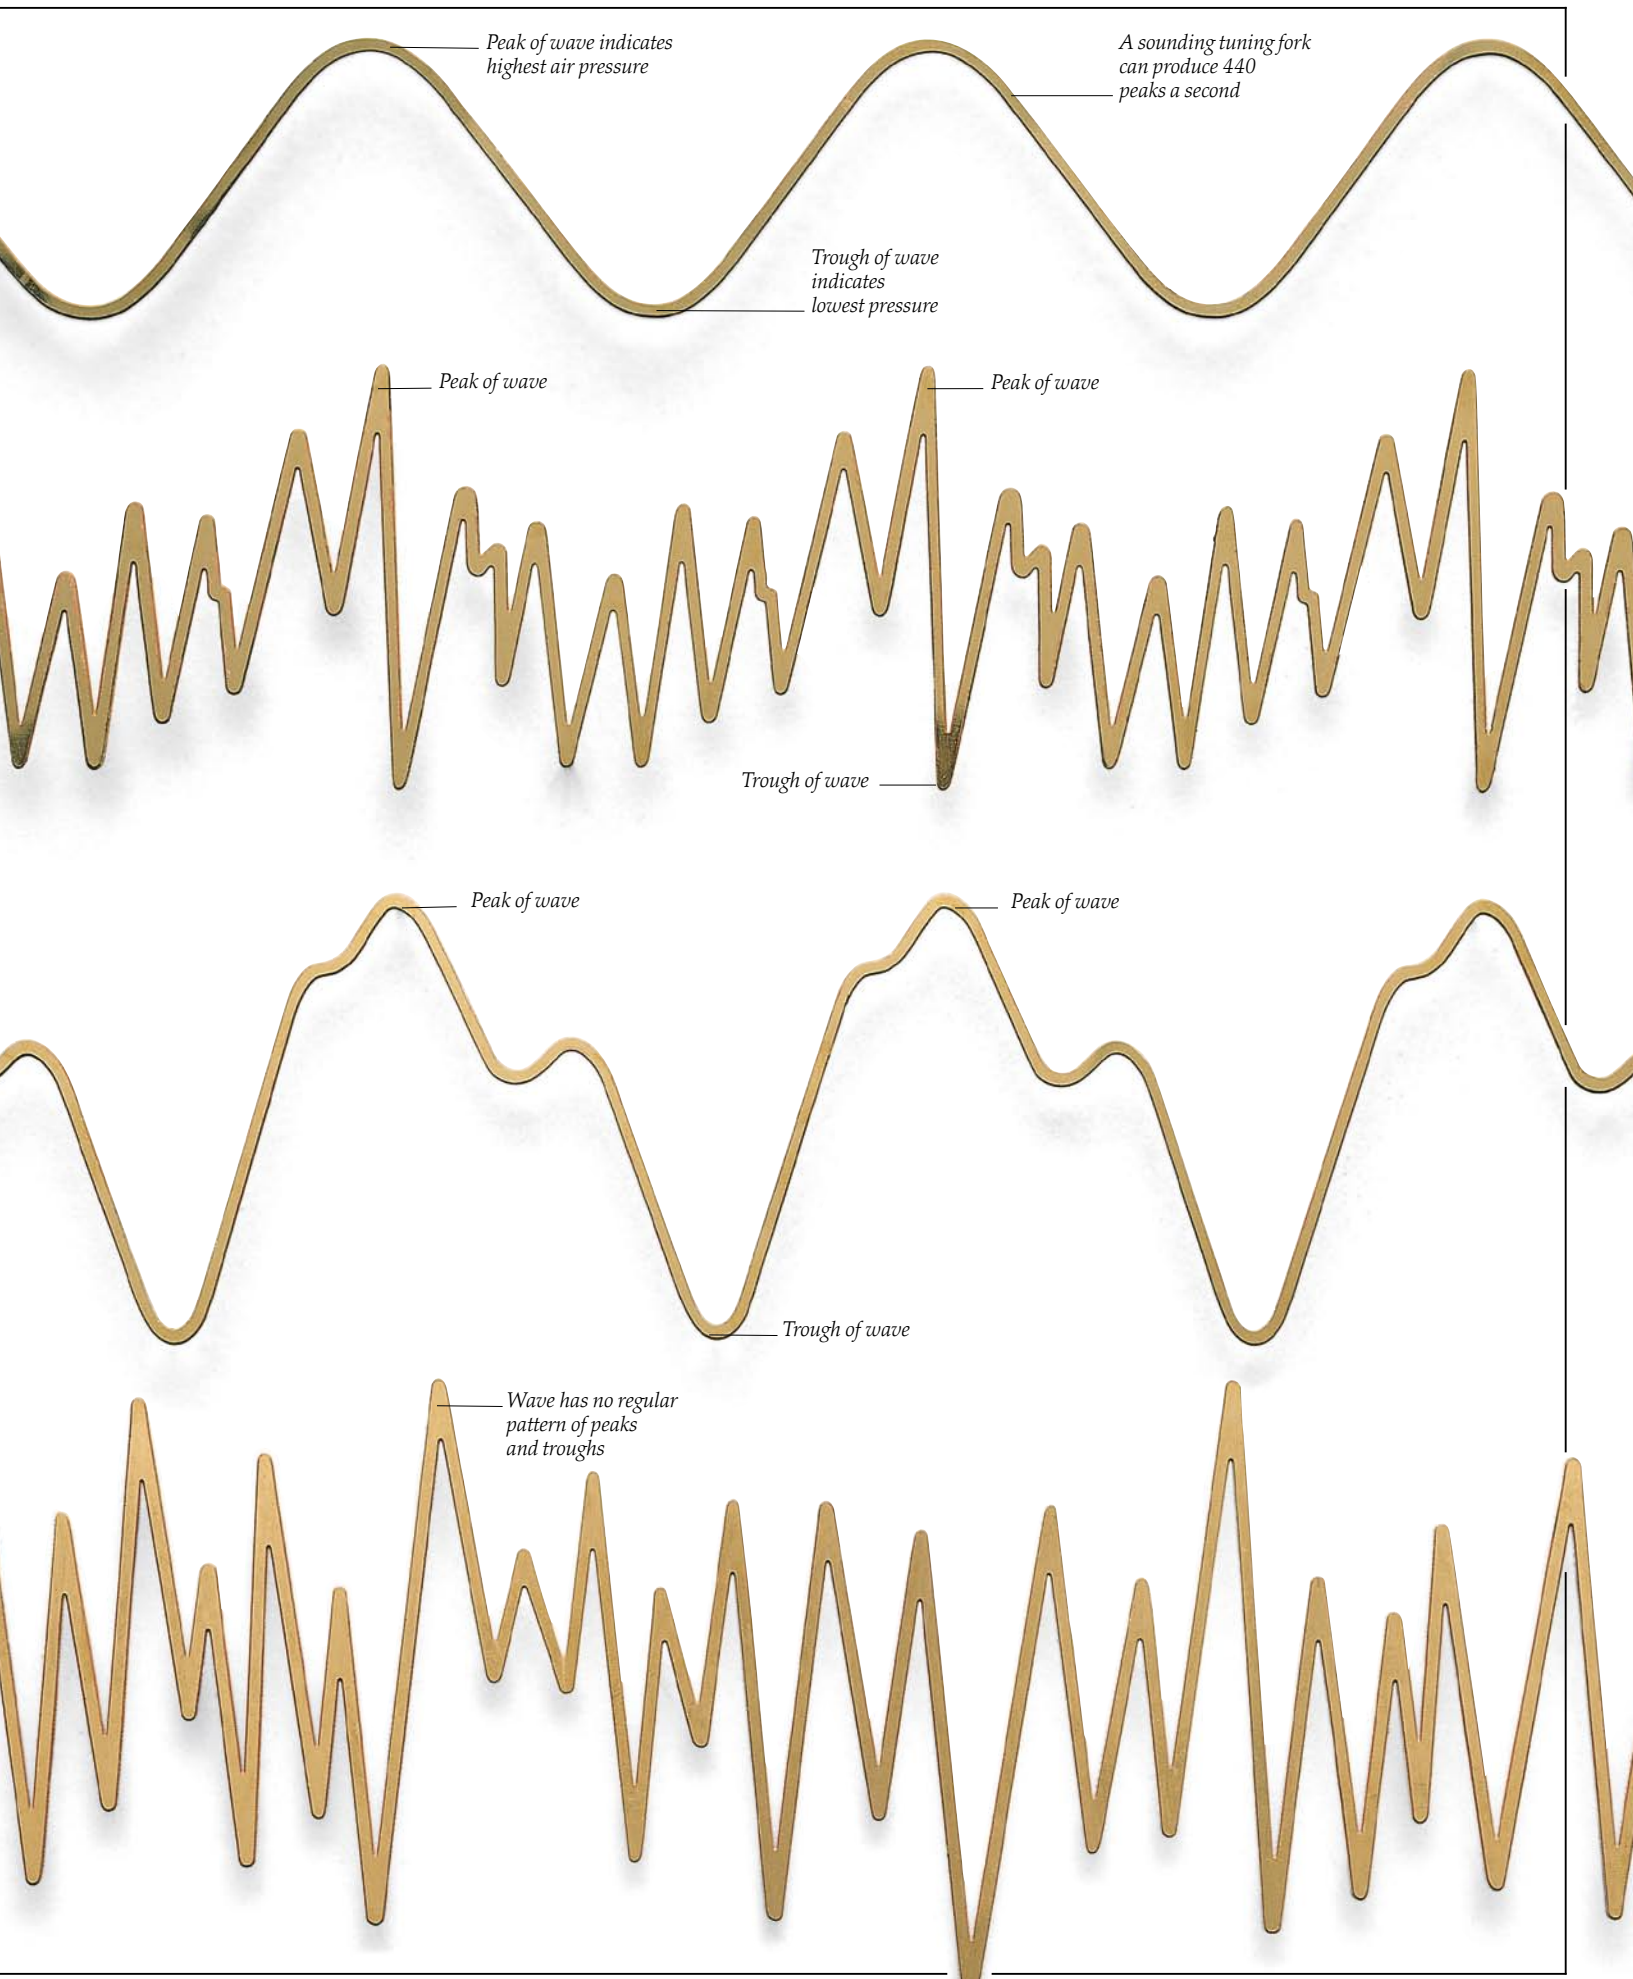 Peak of wave indicates
highest air pressure
A sounding tuning fork
can produce 440
peaks a second
Trough of wave
indicates
lowest pressure
Peak of wave
Peak of wave
Trough of wave
Peak of wave
Peak of wave
Trough of wave
Wave has no regular
pattern of peaks
and troughs